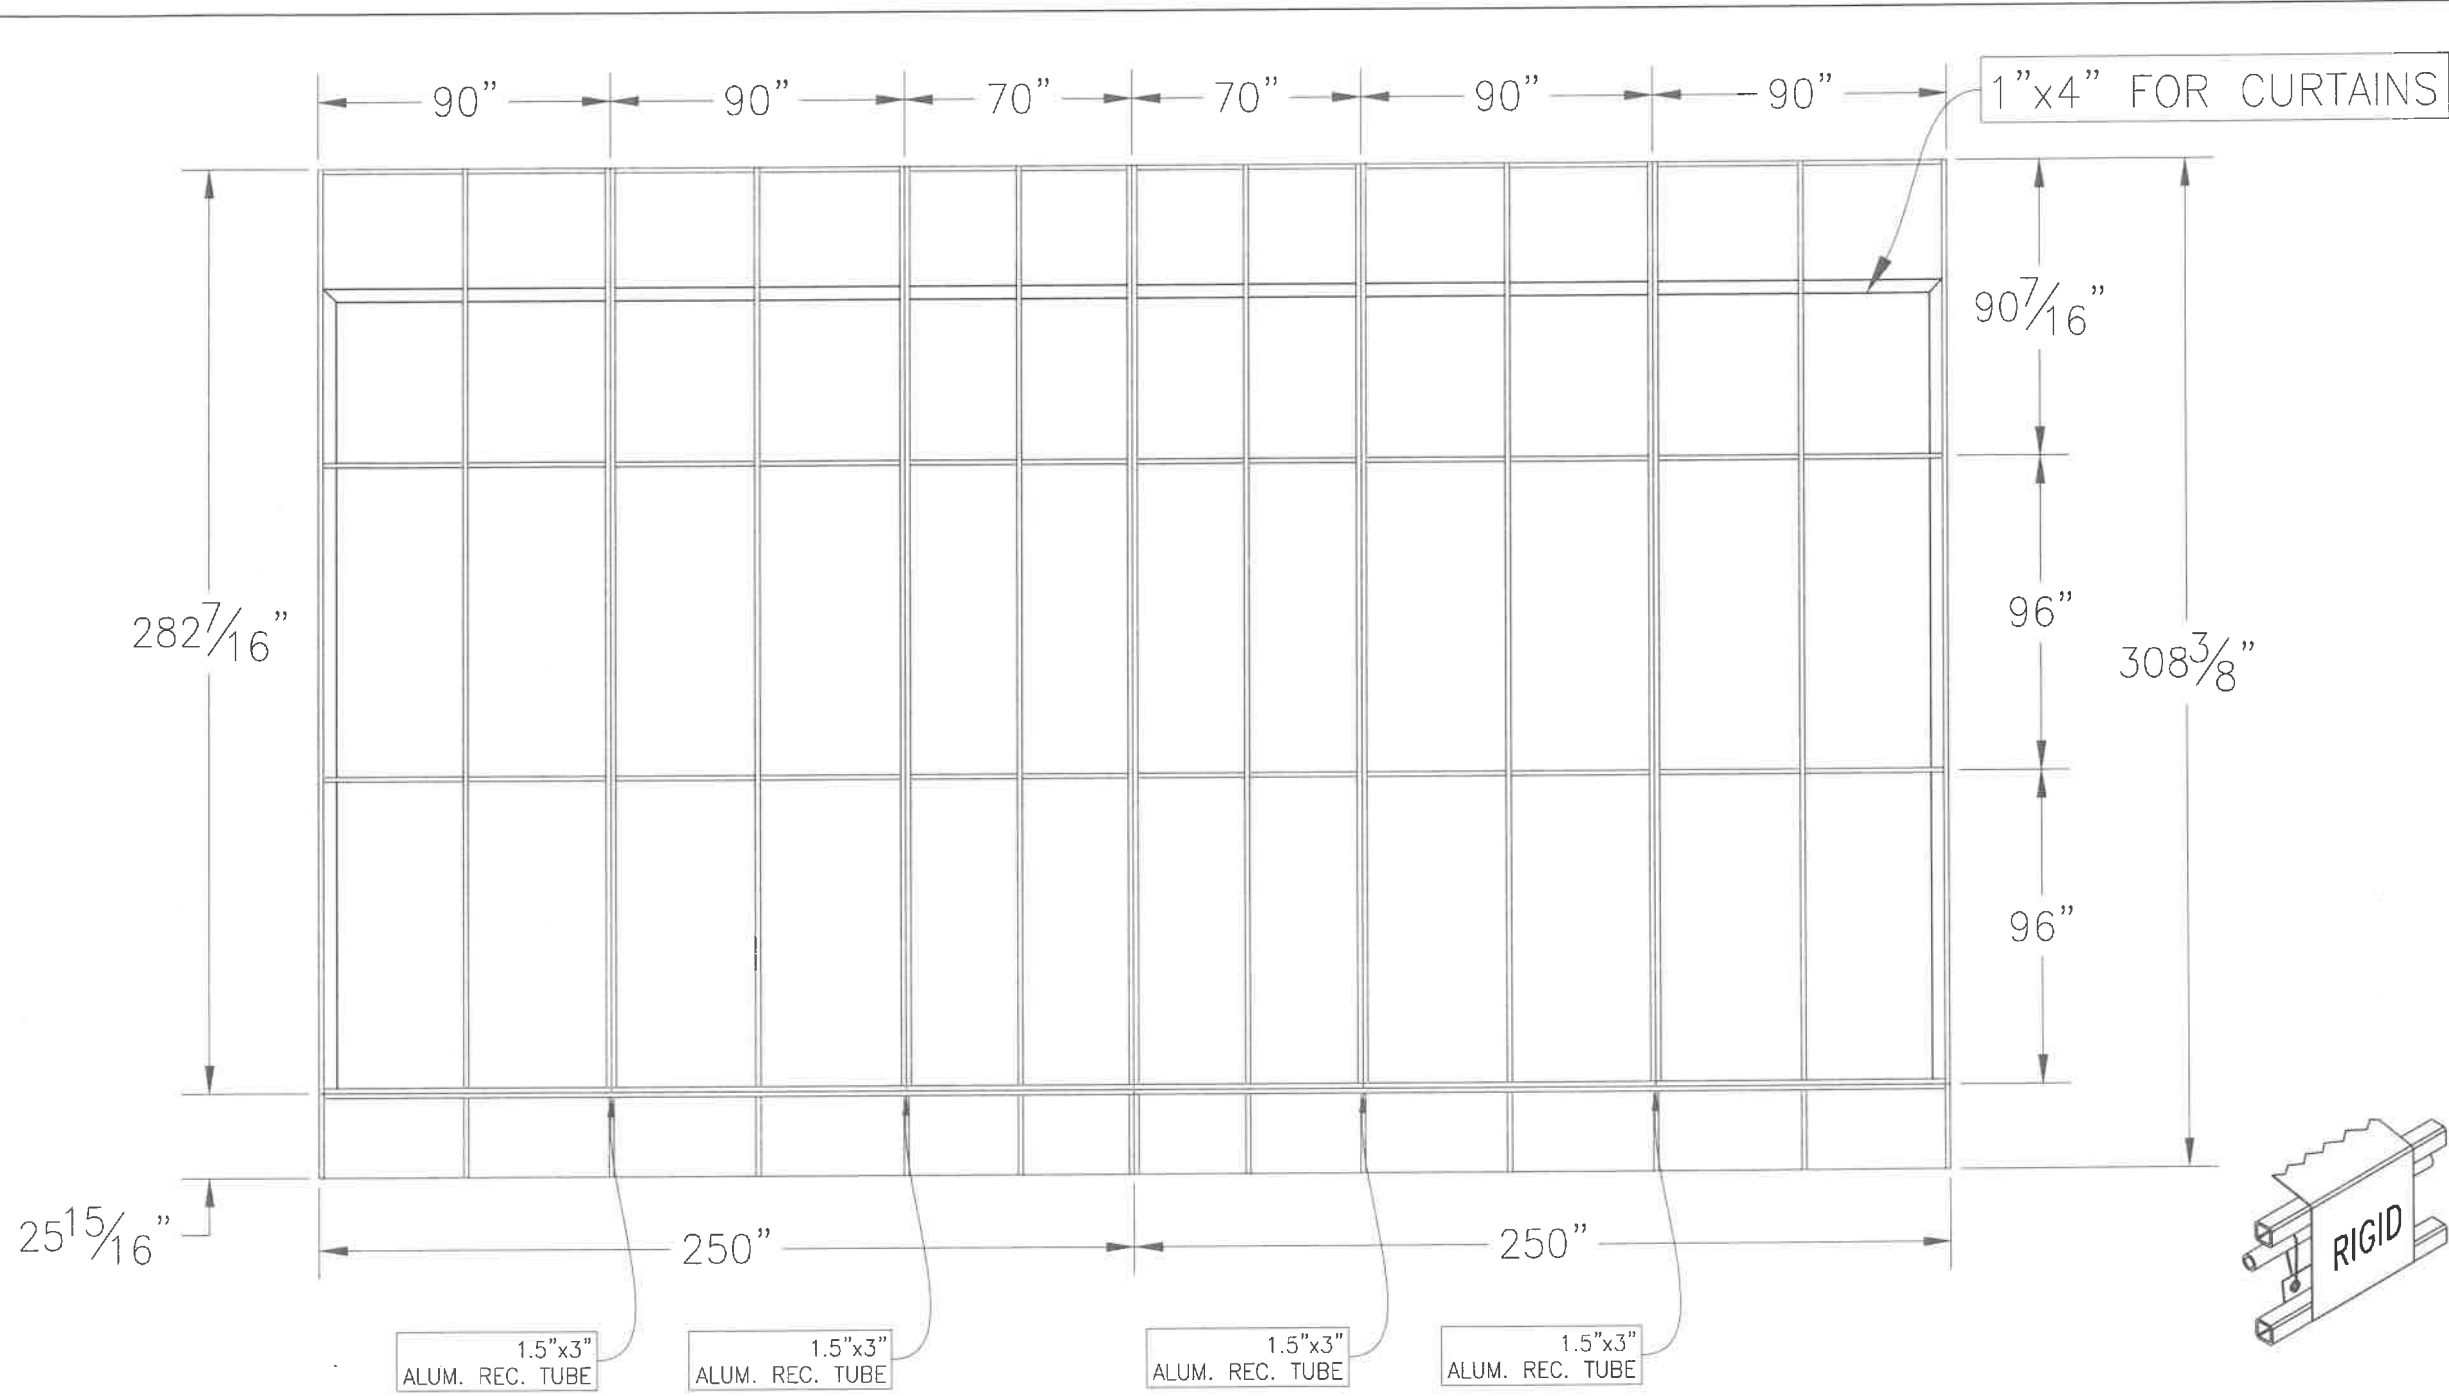 90" 90" 70" 70" 90" 90"
1"x4" FOR CURTAINS
282 7/16"
90 7/16"
96"
308 3/8"
96"
25 15/16"
250" 250"
RIGID
1.5"x3"
ALUM. REC. TUBE
1.5"x3"
ALUM. REC. TUBE
1.5"x3"
ALUM. REC. TUBE
1.5"x3"
ALUM. REC. TUBE